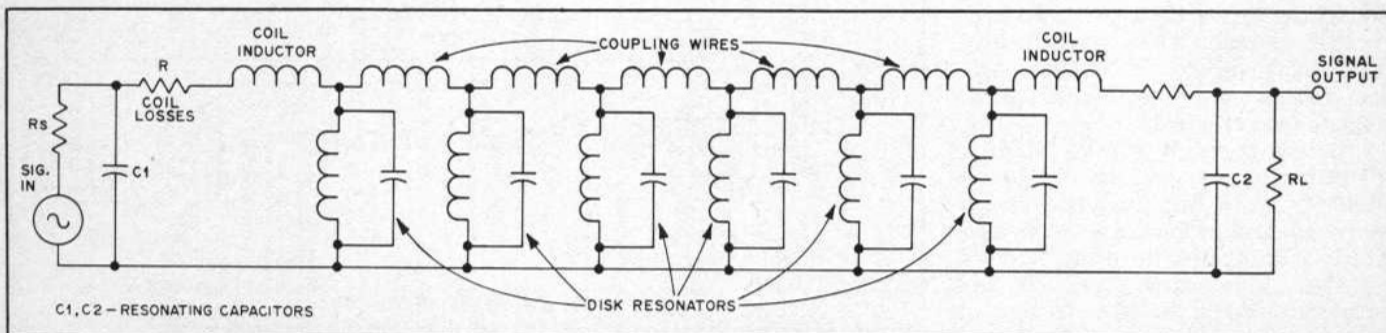 COIL
INDUCTOR
COUPLING WIRES
COIL
INDUCTOR
SIGNAL
OUTPUT
R
COIL
LOSSES
RS
SIG.
IN
C1
C2
RL
DISK RESONATORS
C1, C2 – RESONATING CAPACITORS